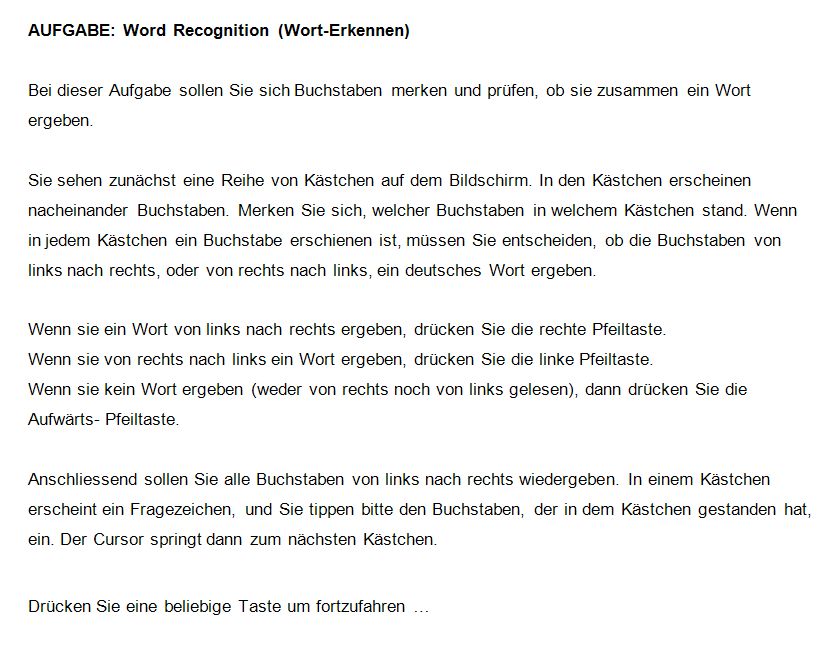 AUFGABE: Word Recognition (Wort-Erkennen)
Bei dieser Aufgabe sollen Sie sich Buchstaben merken und prüfen, ob sie zusammen ein Wort
ergeben.
Sie sehen zunächst eine Reihe von Kästchen auf dem Bildschirm. In den Kästchen erscheinen
nacheinander Buchstaben. Merken Sie sich, welcher Buchstaben in welchem Kästchen stand. Wenn
in jedem Kästchen ein Buchstabe erschienen ist, müssen Sie entscheiden, ob die Buchstaben von
links nach rechts, oder von rechts nach links, ein deutsches Wort ergeben.
Wenn sie ein Wort von links nach rechts ergeben, drücken Sie die rechte Pfeiltaste.
Wenn sie von rechts nach links ein Wort ergeben, drücken Sie die linke Pfeiltaste.
Wenn sie kein Wort ergeben (weder von rechts noch von links gelesen), dann drücken Sie die
Aufwärts- Pfeiltaste.
Anschliessend sollen Sie alle Buchstaben von links nach rechts wiedergeben. In einem Kästchen
erscheint ein Fragezeichen, und Sie tippen bitte den Buchstaben, der in dem Kästchen gestanden hat,
ein. Der Cursor springt dann zum nächsten Kästchen.
Drücken Sie eine beliebige Taste um fortzufahren …